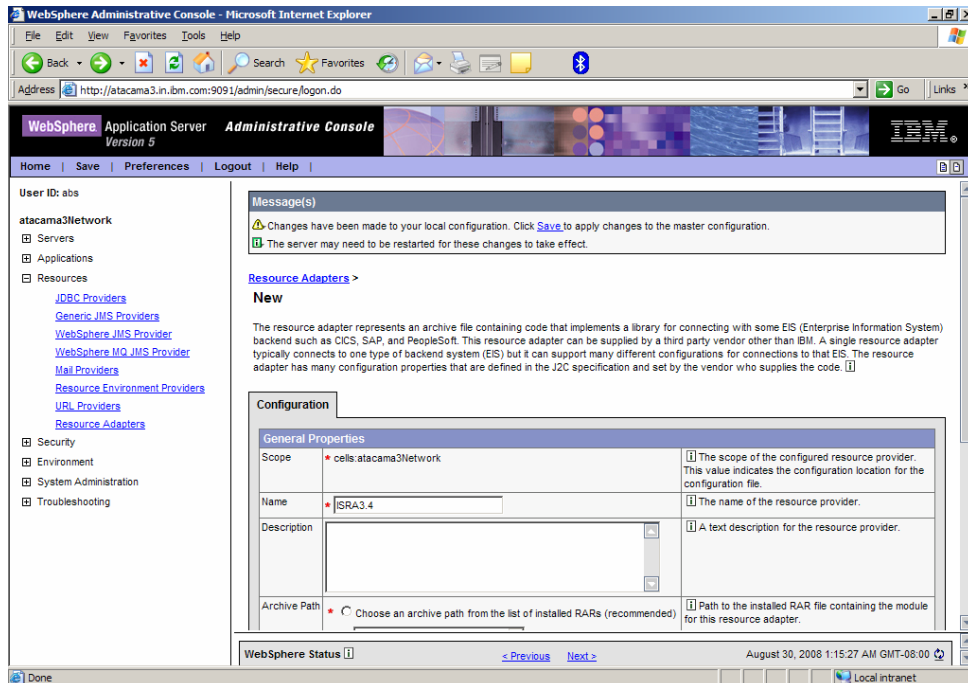 WebSphere Administrative Console - Microsoft Internet Explorer
File Edit View Favorites Tools Help
Back Search Favorites
Address http://atacama3.in.ibm.com:9091/admin/secure/logon.do Go Links
WebSphere Application Server Administrative Console
Version 5
IBM
Home | Save | Preferences | Logout | Help |
User ID: abs
atacama3Network
Servers
Applications
Resources
JDBC Providers
Generic JMS Providers
WebSphere JMS Provider
WebSphere MQ JMS Provider
Mail Providers
Resource Environment Providers
URL Providers
Resource Adapters
Security
Environment
System Administration
Troubleshooting
Message(s)
Changes have been made to your local configuration. Click Save to apply changes to the master configuration.
The server may need to be restarted for these changes to take effect.
Resource Adapters >
New
The resource adapter represents an archive file containing code that implements a library for connecting with some EIS (Enterprise Information System)
backend such as CICS, SAP, and PeopleSoft. This resource adapter can be supplied by a third party vendor other than IBM. A single resource adapter
typically connects to one type of backend system (EIS) but it can support many different configurations for connections to that EIS. The resource
adapter has many configuration properties that are defined in the J2C specification and set by the vendor who supplies the code. i
Configuration
General Properties
Scope * cells:atacama3Network i The scope of the configured resource provider.
This value indicates the configuration location for the
configuration file.
Name * ISRA3.4 i The name of the resource provider.
Description i A text description for the resource provider.
Archive Path * Choose an archive path from the list of installed RARs (recommended) i Path to the installed RAR file containing the module
for this resource adapter.
WebSphere Status i < Previous Next > August 30, 2008 1:15:27 AM GMT-08:00
Done Local intranet